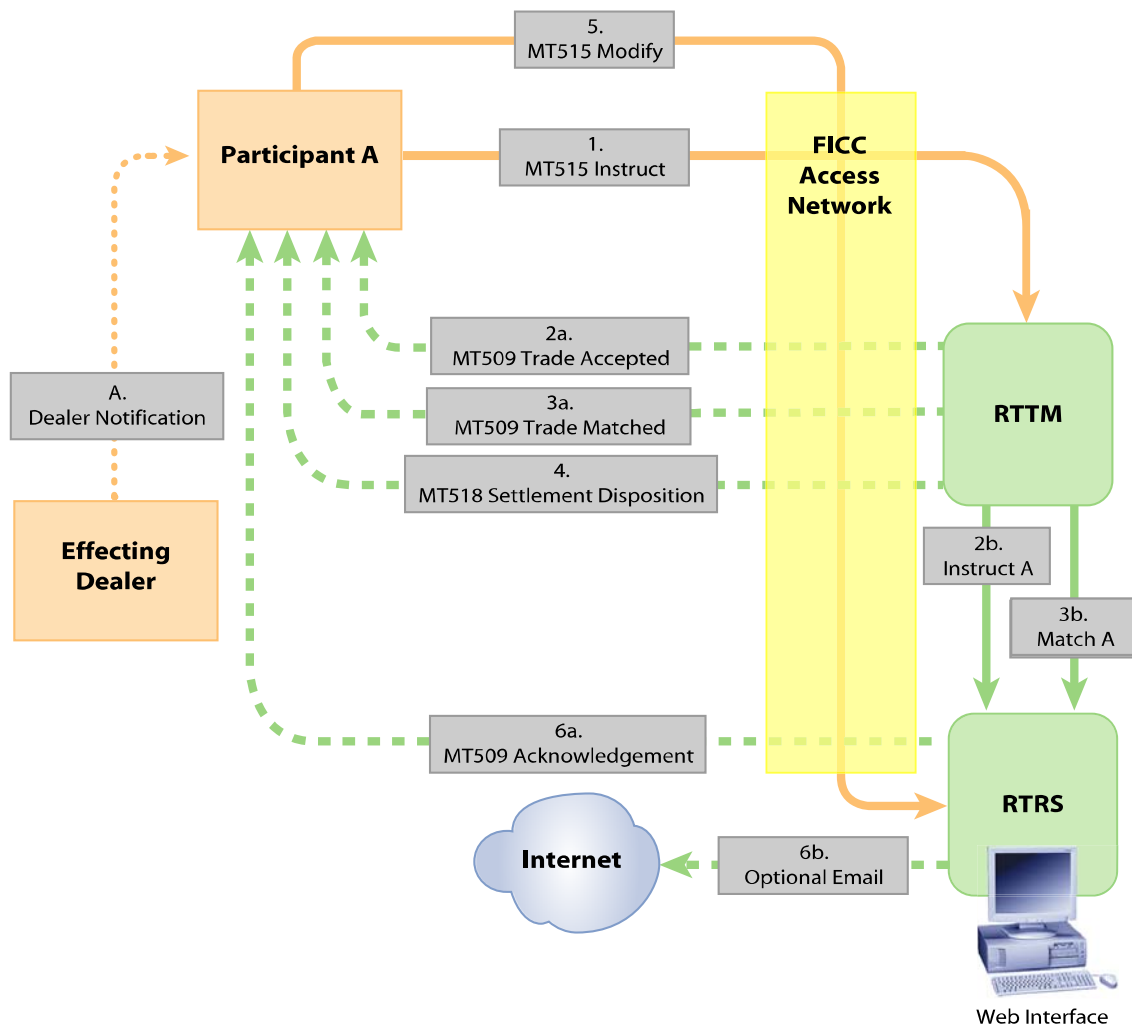 5.
MT515 Modify
Participant A
1.
MT515 Instruct
FICC
Access
Network
2a.
MT509 Trade Accepted
A.
Dealer Notification
3a.
MT509 Trade Matched
RTTM
4.
MT518 Settlement Disposition
Effecting
Dealer
2b.
Instruct A
3b.
Match A
6a.
MT509 Acknowledgement
RTRS
Internet
6b.
Optional Email
Web Interface